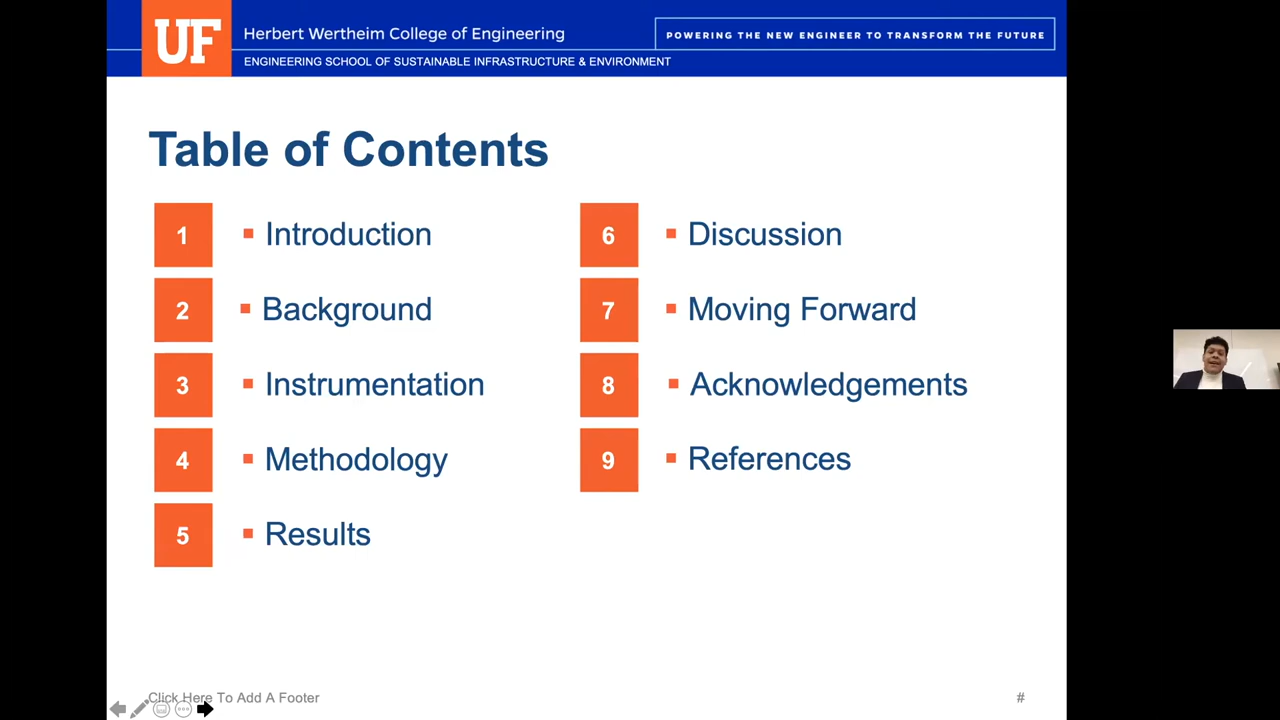 UF
Herbert Wertheim College of Engineering
POWERING THE NEW ENGINEER TO TRANSFORM THE FUTURE
ENGINEERING SCHOOL OF SUSTAINABLE INFRASTRUCTURE & ENVIRONMENT
Table of Contents
1 ▪ Introduction
2 ▪ Background
3 ▪ Instrumentation
4 ▪ Methodology
5 ▪ Results
6 ▪ Discussion
7 ▪ Moving Forward
8 ▪ Acknowledgements
9 ▪ References
Click Here To Add A Footer
#